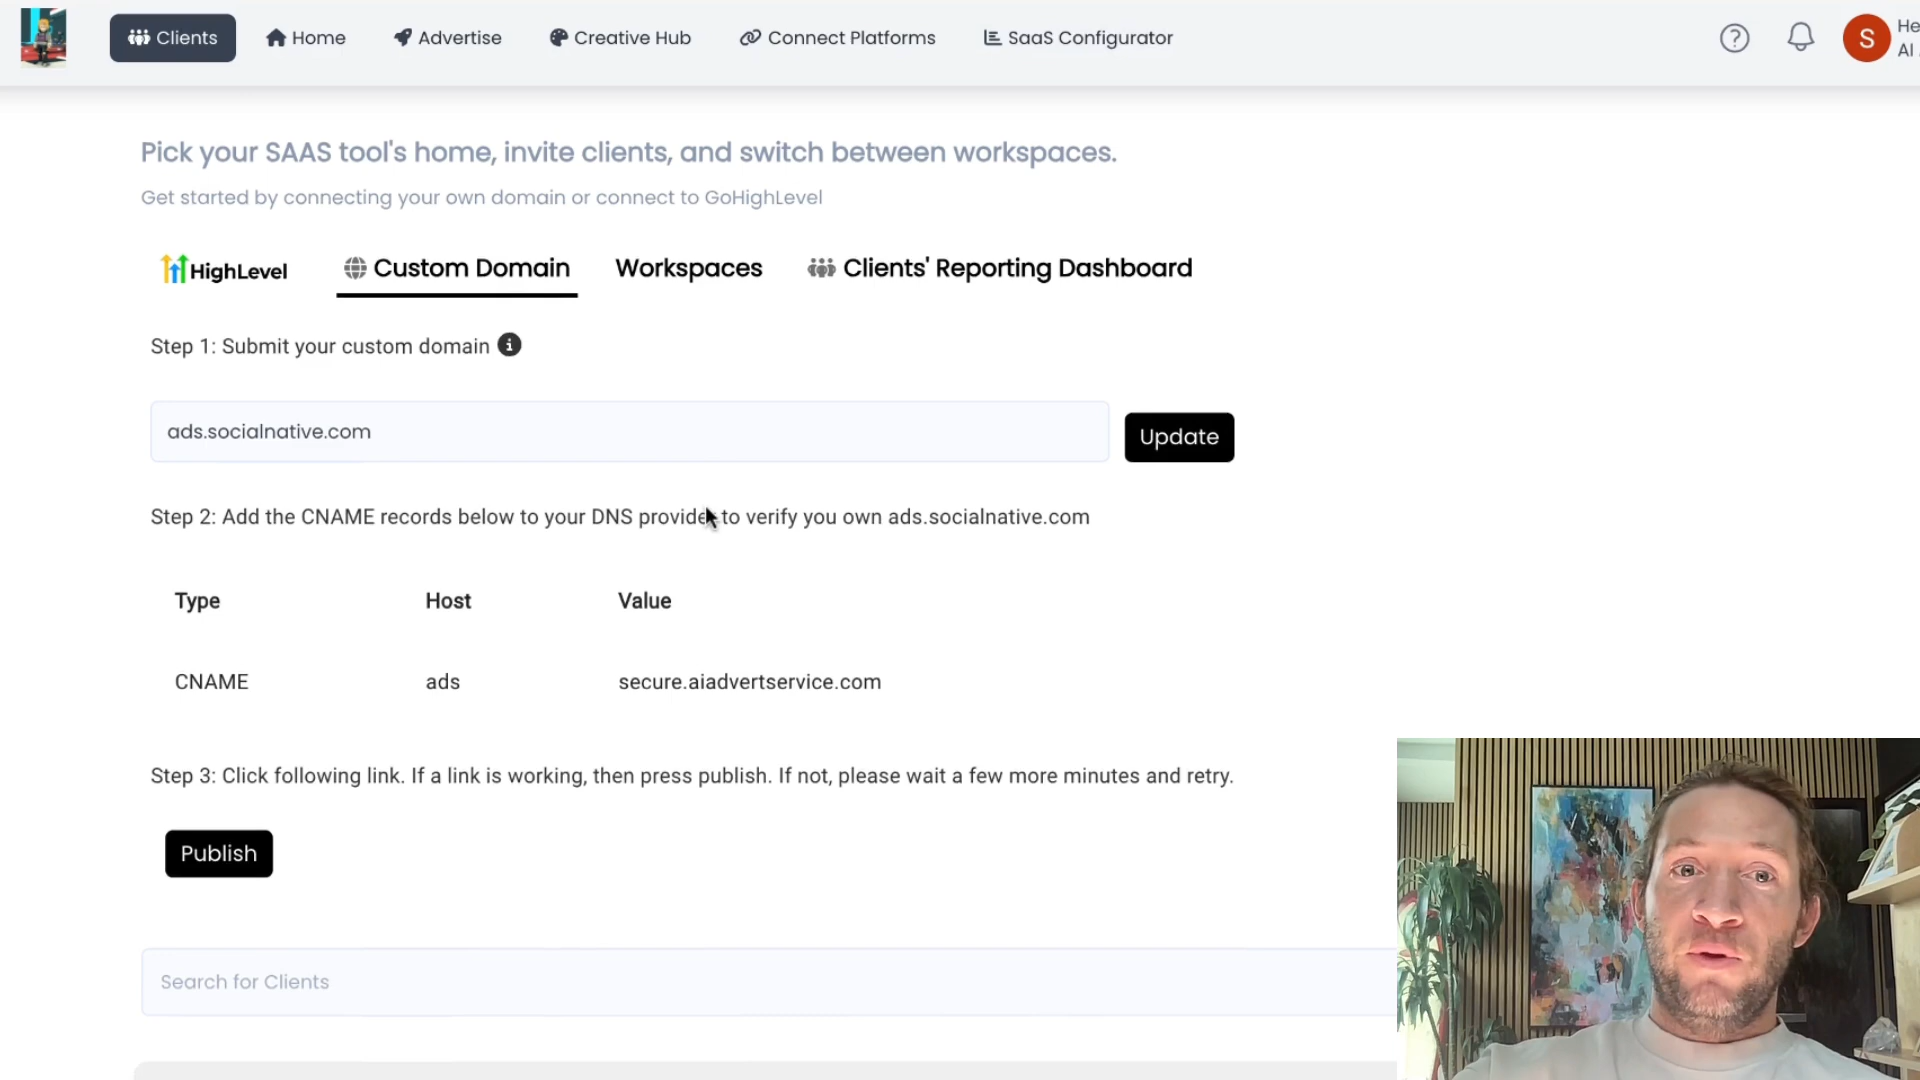 Clients
Home
Advertise
Creative Hub
Connect Platforms
SaaS Configurator
?
S
He
AI
Pick your SAAS tool's home, invite clients, and switch between workspaces.
Get started by connecting your own domain or connect to GoHighLevel
HighLevel
Custom Domain
Workspaces
Clients' Reporting Dashboard
Step 1: Submit your custom domain
ads.socialnative.com
Update
Step 2: Add the CNAME records below to your DNS provider to verify you own ads.socialnative.com
Type Host Value
CNAME ads secure.aiadvertservice.com
Step 3: Click following link. If a link is working, then press publish. If not, please wait a few more minutes and retry.
Publish
Search for Clients